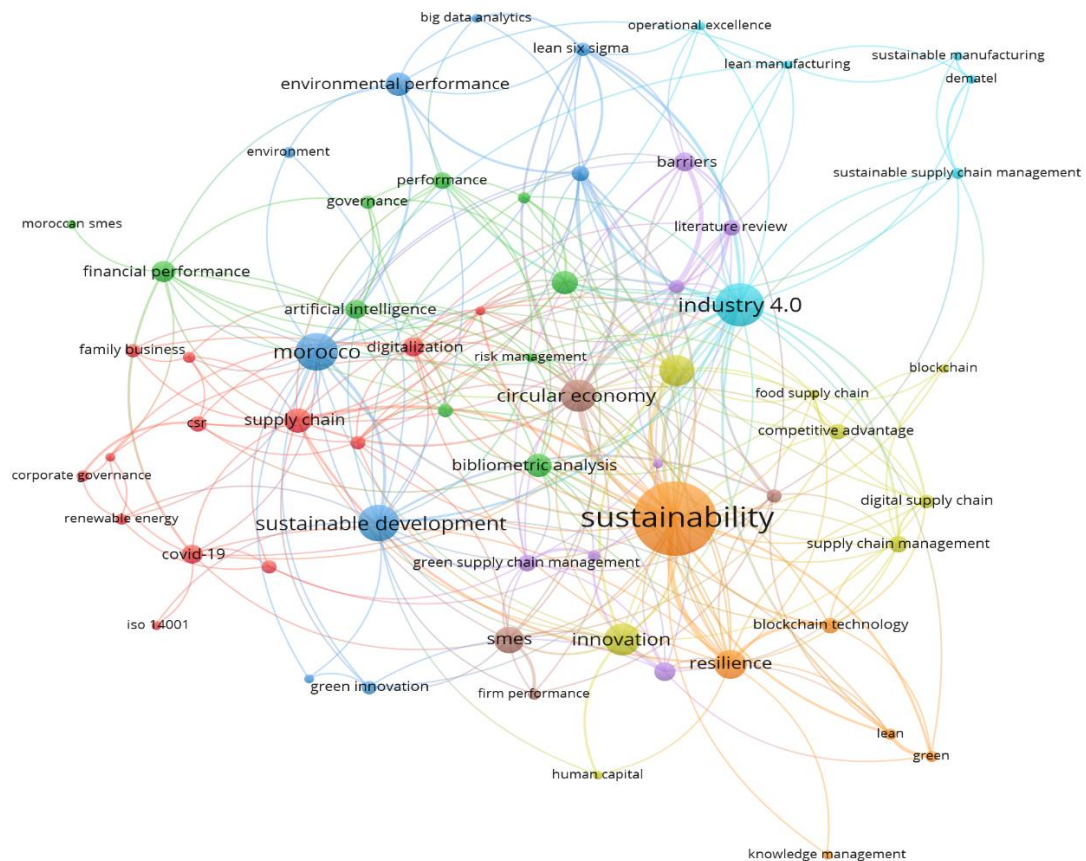 big data analytics
operational excellence
lean six sigma
sustainable manufacturing
lean manufacturing
dematel
environmental performance
environment
barriers
sustainable supply chain management
performance
governance
moroccan smes
literature review
financial performance
industry 4.0
artificial intelligence
family business
morocco
digitalization
risk management
blockchain
circular economy
food supply chain
supply chain
csr
competitive advantage
bibliometric analysis
corporate governance
digital supply chain
renewable energy
sustainable development
sustainability
supply chain management
covid-19
green supply chain management
iso 14001
blockchain technology
smes
innovation
resilience
green innovation
firm performance
lean
green
human capital
knowledge management